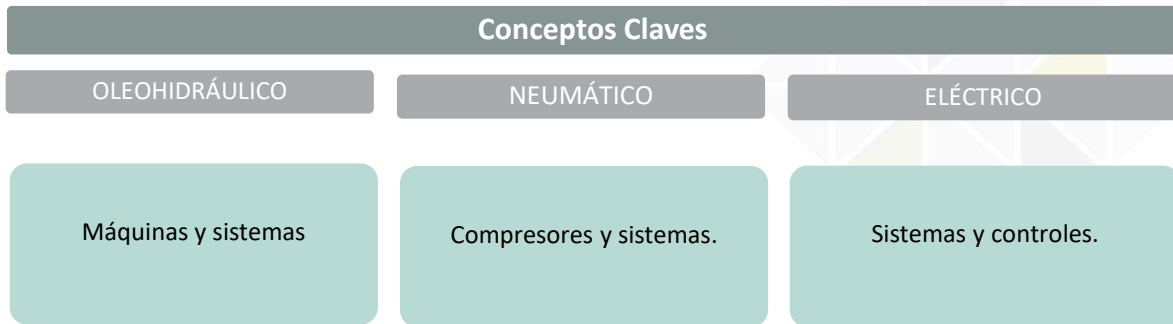 Conceptos Claves
OLEOHIDRÁULICO
NEUMÁTICO
ELÉCTRICO
Máquinas y sistemas
Compresores y sistemas.
Sistemas y controles.